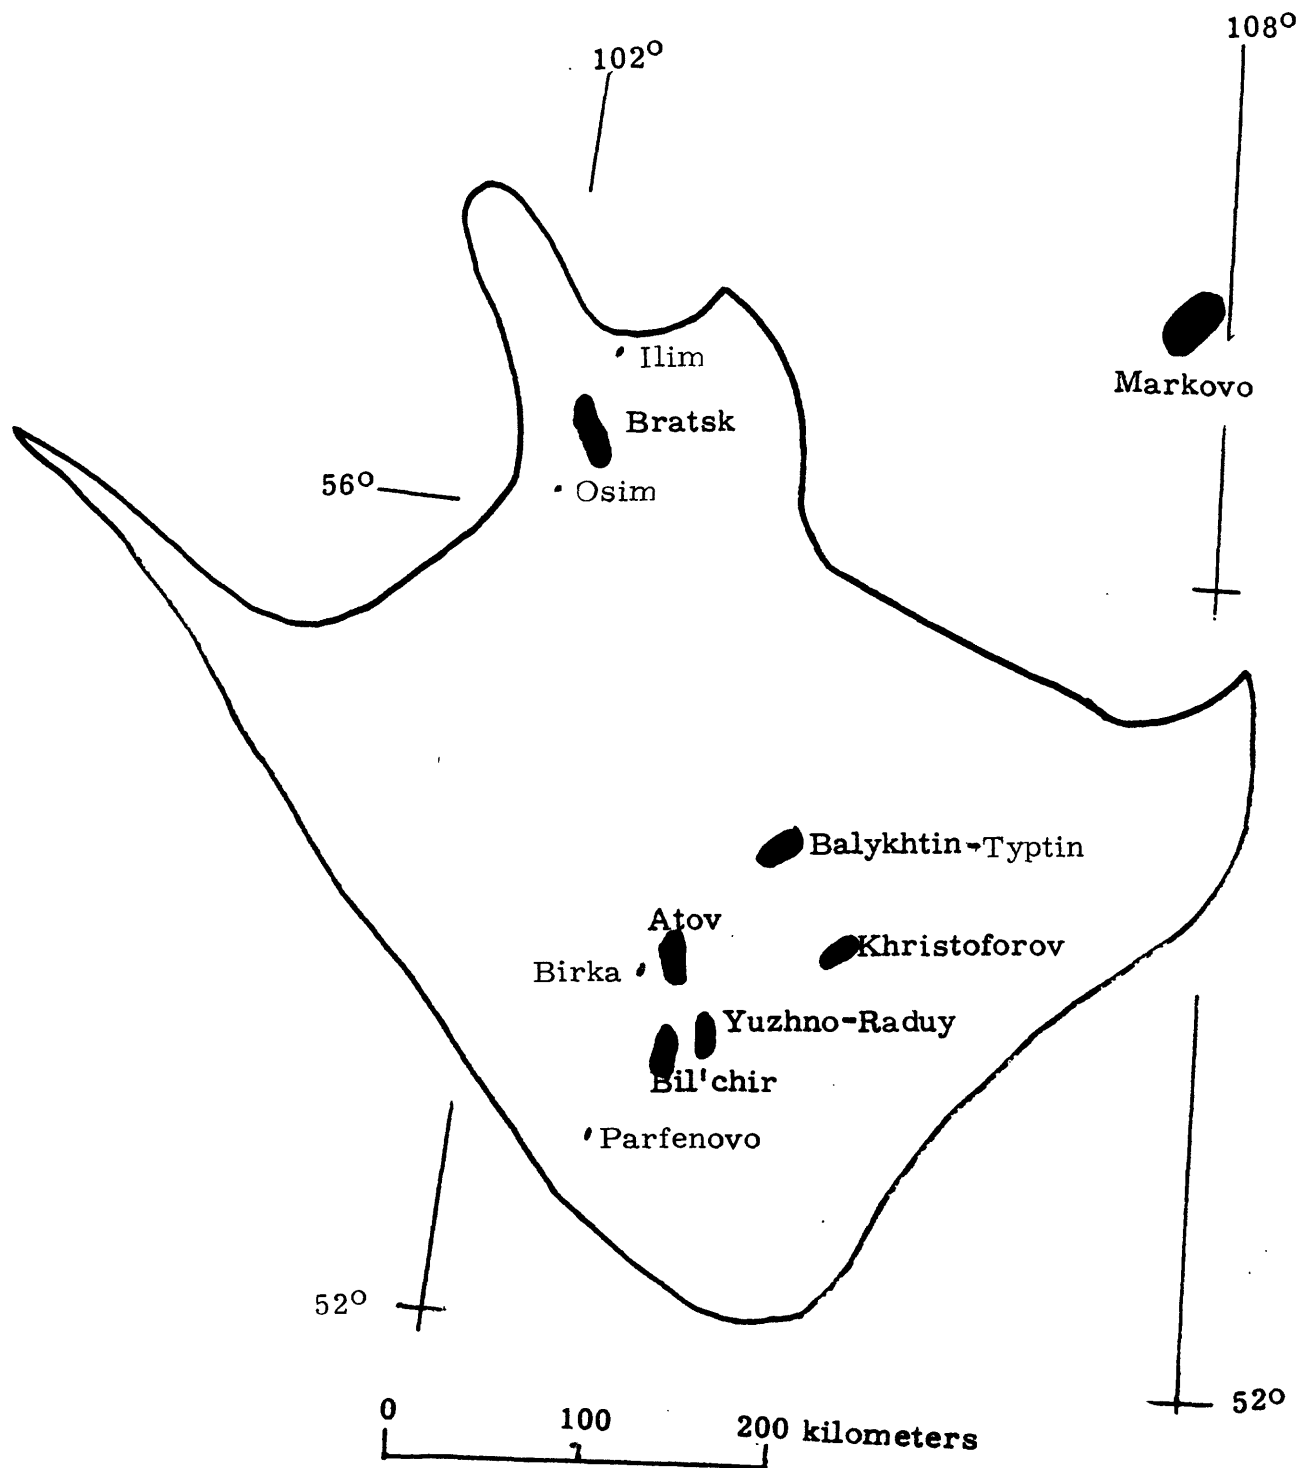 108°
102°
Ilim
Markovo
Bratsk
56°
Osim
Balykhtin-Typtin
Atov
Khristoforov
Birka
Yuzhno-Raduy
Bil'chir
Parfenovo
52°
52°
0 100 200 kilometers